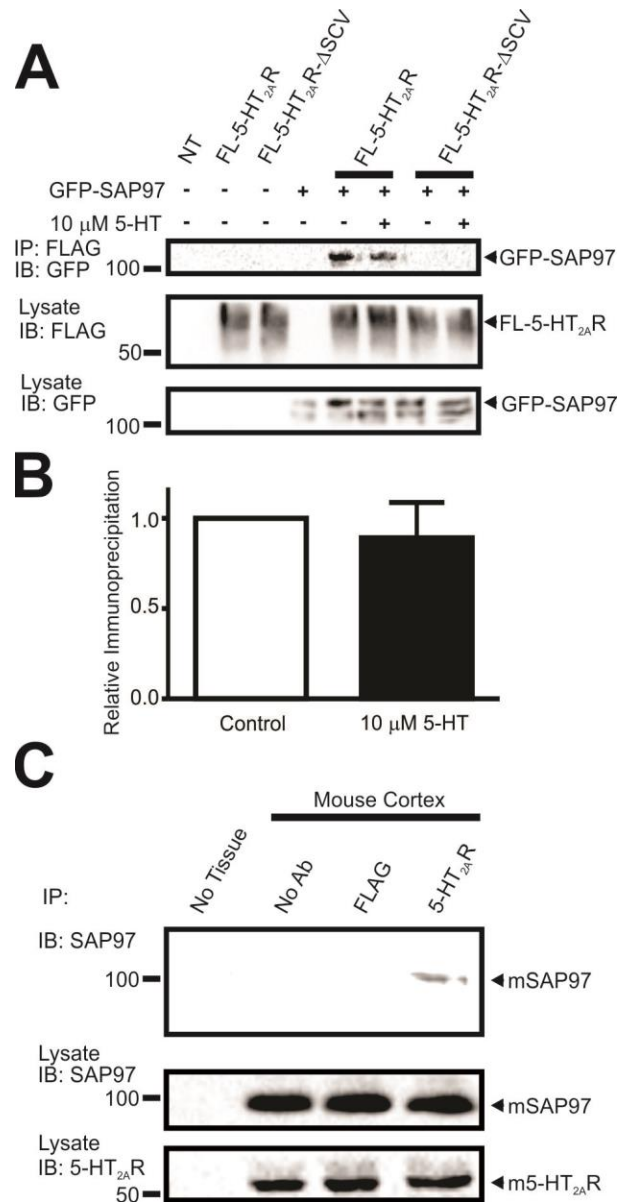 A
NT
FL-5-HT2AR
FL-5-HT2AR-ΔSCV
FL-5-HT2AR
FL-5-HT2AR-ΔSCV
GFP-SAP97 - - - + + + + +
10 μM 5-HT - - - - - + - +
IP: FLAG
IB: GFP
100
GFP-SAP97
Lysate
IB: FLAG
50
FL-5-HT2AR
Lysate
IB: GFP
100
GFP-SAP97
B
Relative Immunoprecipitation
1.0
0.5
0.0
Control
10 μM 5-HT
C
Mouse Cortex
IP:
No Tissue
No Ab
FLAG
5-HT2AR
IB: SAP97
100
mSAP97
Lysate
IB: SAP97
100
mSAP97
Lysate
IB: 5-HT2AR
50
m5-HT2AR